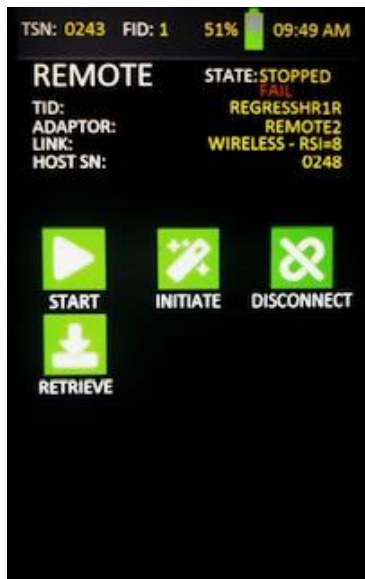 TSN: 0243 FID: 1 51% 09:49 AM
REMOTE STATE:STOPPED
FAIL
TID: REGRESSHR1R
ADAPTOR: REMOTE2
LINK: WIRELESS - RSI=8
HOST SN: 0248
START INITIATE DISCONNECT
RETRIEVE